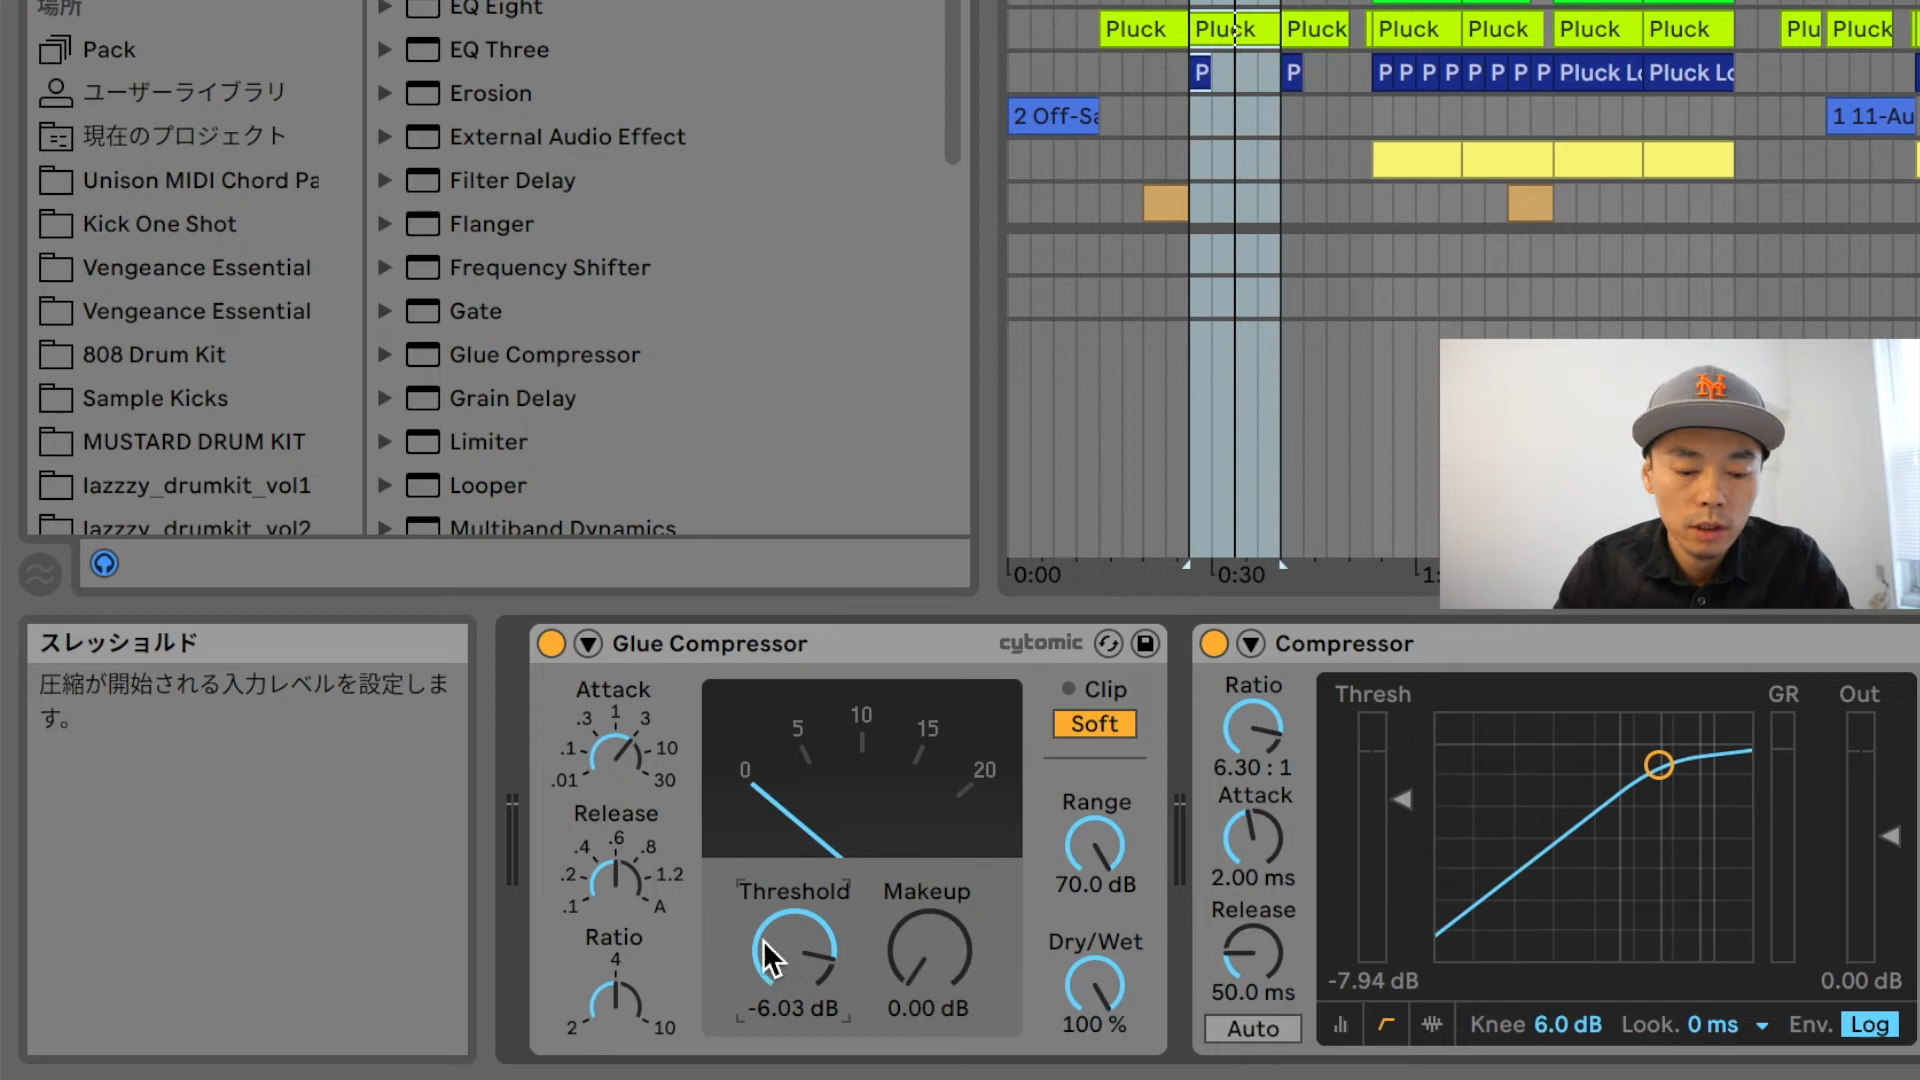 場所
Pack
ユーザーライブラリ
現在のプロジェクト
Unison MIDI Chord Pa
Kick One Shot
Vengeance Essential
Vengeance Essential
808 Drum Kit
Sample Kicks
MUSTARD DRUM KIT
lazzzy_drumkit_vol1
lazzzy_drumkit_vol2
EQ Eight
EQ Three
Erosion
External Audio Effect
Filter Delay
Flanger
Frequency Shifter
Gate
Glue Compressor
Grain Delay
Limiter
Looper
Multiband Dynamics
Pluck Pluck Pluck Pluck Pluck Pluck Pluck Plu Pluck
P P P P P P P P P P Pluck Lo Pluck Lo
2 Off-Sa 1 11-Au
0:00 0:30 1:
スレッショルド
圧縮が開始される入力レベルを設定しま
す。
Glue Compressor cytomic
Attack
.01 .1 .3 1 3 10 30
Release
.1 .2 .4 .6 .8 1.2 A
Ratio
2 4 10
0 5 10 15 20
Threshold Makeup
-6.03 dB 0.00 dB
Clip
Soft
Range
70.0 dB
Dry/Wet
100 %
Compressor
Ratio
6.30 : 1
Attack
2.00 ms
Release
50.0 ms
Auto
Thresh GR Out
-7.94 dB 0.00 dB
Knee 6.0 dB Look. 0 ms Env. Log